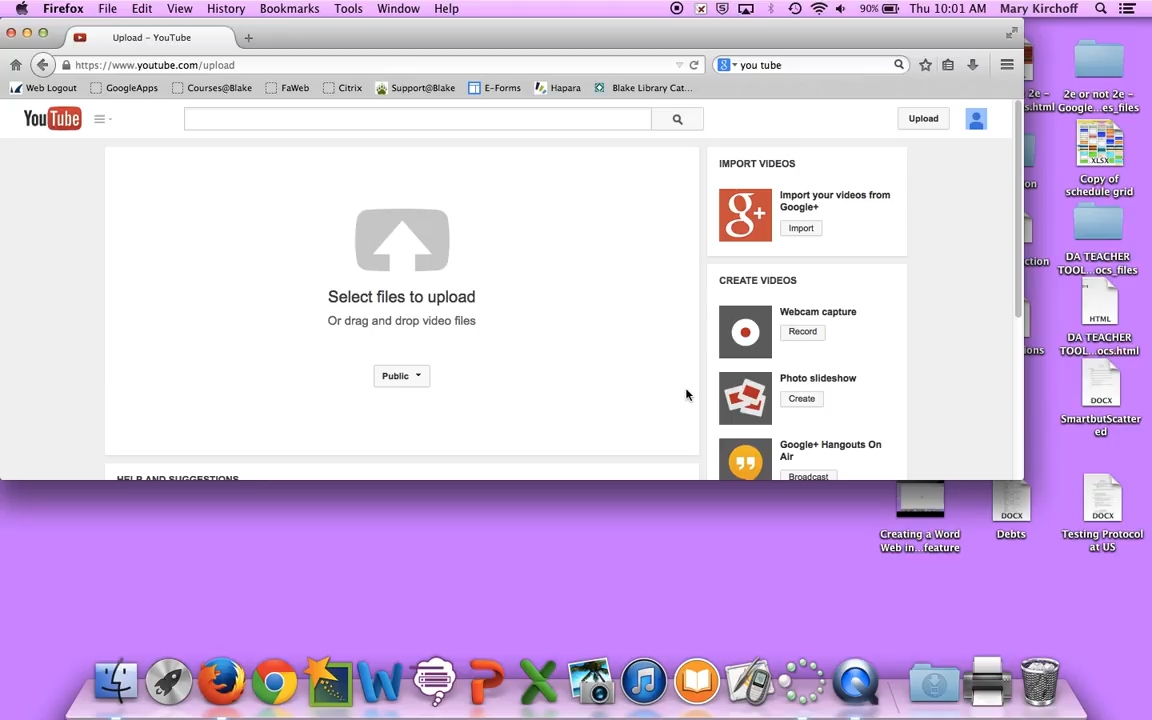 Firefox File Edit View History Bookmarks Tools Window Help 90% Thu 10:01 AM Mary Kirchoff
Upload – YouTube
https://www.youtube.com/upload
you tube
Web Logout GoogleApps Courses@Blake FaWeb Citrix Support@Blake E-Forms Hapara Blake Library Cat...
YouTube
Upload
Select files to upload
Or drag and drop video files
Public
HELP AND SUGGESTIONS
IMPORT VIDEOS
Import your videos from
Google+
Import
CREATE VIDEOS
Webcam capture
Record
Photo slideshow
Create
Google+ Hangouts On
Air
Broadcast
2e –
s.html
2e or not 2e –
Google...es_files
on
XLSX
Copy of
schedule grid
ction
DA TEACHER
TOOL...ocs_files
HTML
ons
DA TEACHER
TOOL...ocs.html
DOCX
SmartbutScatter
ed
Creating a Word
Web in...feature
DOCX
Debts
DOCX
Testing Protocol
at US